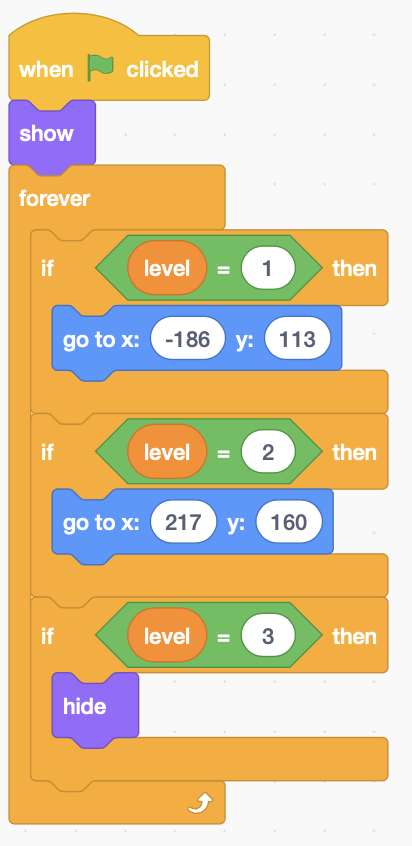 when clicked
show
forever
if level = 1 then
go to x: -186 y: 113
if level = 2 then
go to x: 217 y: 160
if level = 3 then
hide